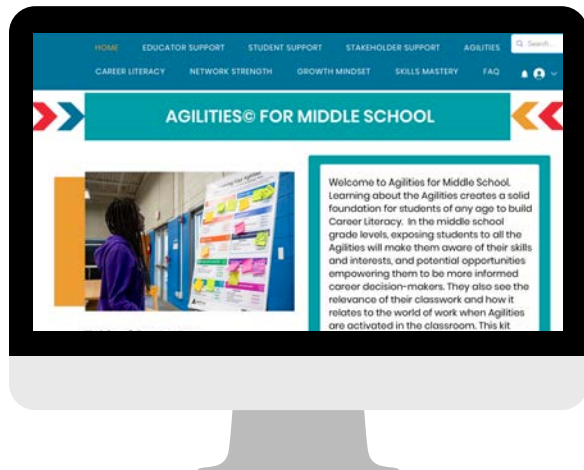 HOME EDUCATOR SUPPORT STUDENT SUPPORT STAKEHOLDER SUPPORT AGILITIES Search...
CAREER LITERACY NETWORK STRENGTH GROWTH MINDSET SKILLS MASTERY FAQ
AGILITIES© FOR MIDDLE SCHOOL
Welcome to Agilities for Middle School.
Learning about the Agilities creates a solid
foundation for students of any age to build
Career Literacy. In the middle school
grade levels, exposing students to all the
Agilities will make them aware of their skills
and interests, and potential opportunities
empowering them to be more informed
career decision-makers. They also see the
relevance of their classwork and how it
relates to the world of work when Agilities
are activated in the classroom. This kit